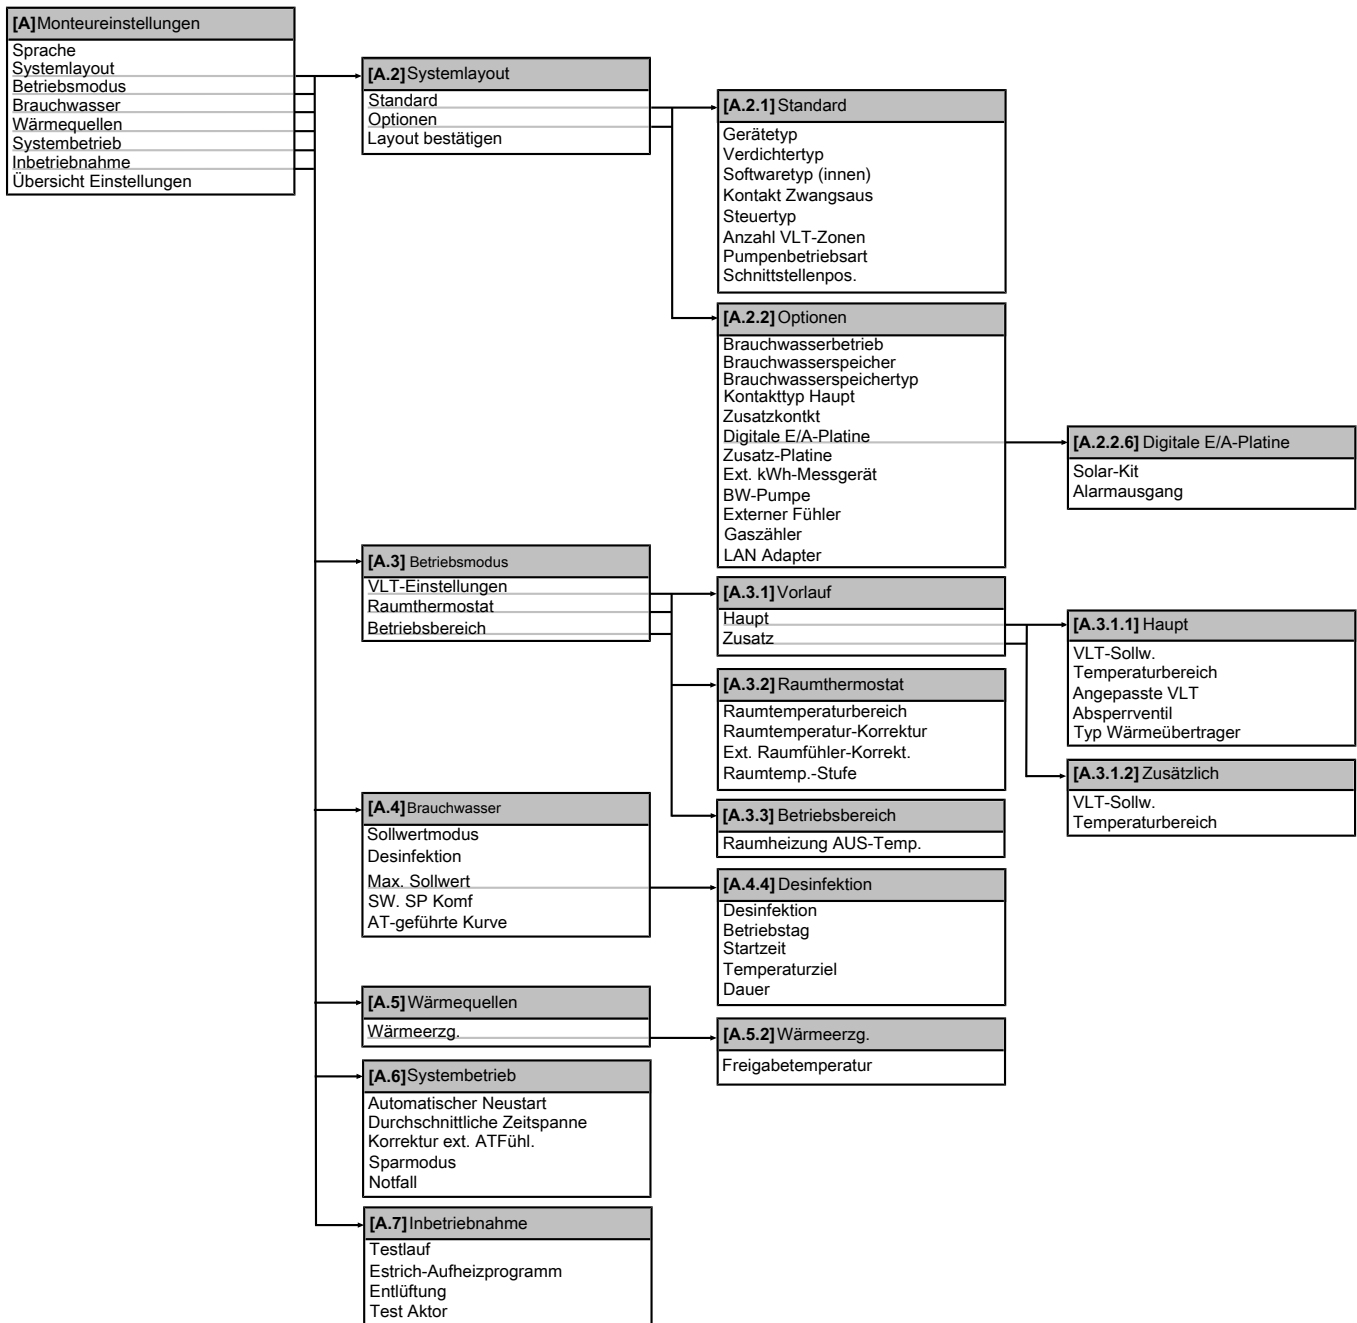 [A]Monteureinstellungen
Sprache
Systemlayout
Betriebsmodus
Brauchwasser
Wärmequellen
Systembetrieb
Inbetriebnahme
Übersicht Einstellungen
[A.2]Systemlayout
Standard
Optionen
Layout bestätigen
[A.2.1] Standard
Gerätetyp
Verdichtertyp
Softwaretyp (innen)
Kontakt Zwangsaus
Steuertyp
Anzahl VLT-Zonen
Pumpenbetriebsart
Schnittstellenpos.
[A.2.2] Optionen
Brauchwasserbetrieb
Brauchwasserspeicher
Brauchwasserspeichertyp
Kontakttyp Haupt
Zusatzkontkt
Digitale E/A-Platine
Zusatz-Platine
Ext. kWh-Messgerät
BW-Pumpe
Externer Fühler
Gaszähler
LAN Adapter
[A.2.2.6] Digitale E/A-Platine
Solar-Kit
Alarmausgang
[A.3] Betriebsmodus
VLT-Einstellungen
Raumthermostat
Betriebsbereich
[A.3.1] Vorlauf
Haupt
Zusatz
[A.3.1.1] Haupt
VLT-Sollw.
Temperaturbereich
Angepasste VLT
Absperrventil
Typ Wärmeübertrager
[A.3.1.2] Zusätzlich
VLT-Sollw.
Temperaturbereich
[A.3.2] Raumthermostat
Raumtemperaturbereich
Raumtemperatur-Korrektur
Ext. Raumfühler-Korrekt.
Raumtemp.-Stufe
[A.3.3] Betriebsbereich
Raumheizung AUS-Temp.
[A.4] Brauchwasser
Sollwertmodus
Desinfektion
Max. Sollwert
SW. SP Komf
AT-geführte Kurve
[A.4.4] Desinfektion
Desinfektion
Betriebstag
Startzeit
Temperaturziel
Dauer
[A.5] Wärmequellen
Wärmeerzg.
[A.5.2] Wärmeerzg.
Freigabetemperatur
[A.6]Systembetrieb
Automatischer Neustart
Durchschnittliche Zeitspanne
Korrektur ext. ATFühl.
Sparmodus
Notfall
[A.7] Inbetriebnahme
Testlauf
Estrich-Aufheizprogramm
Entlüftung
Test Aktor